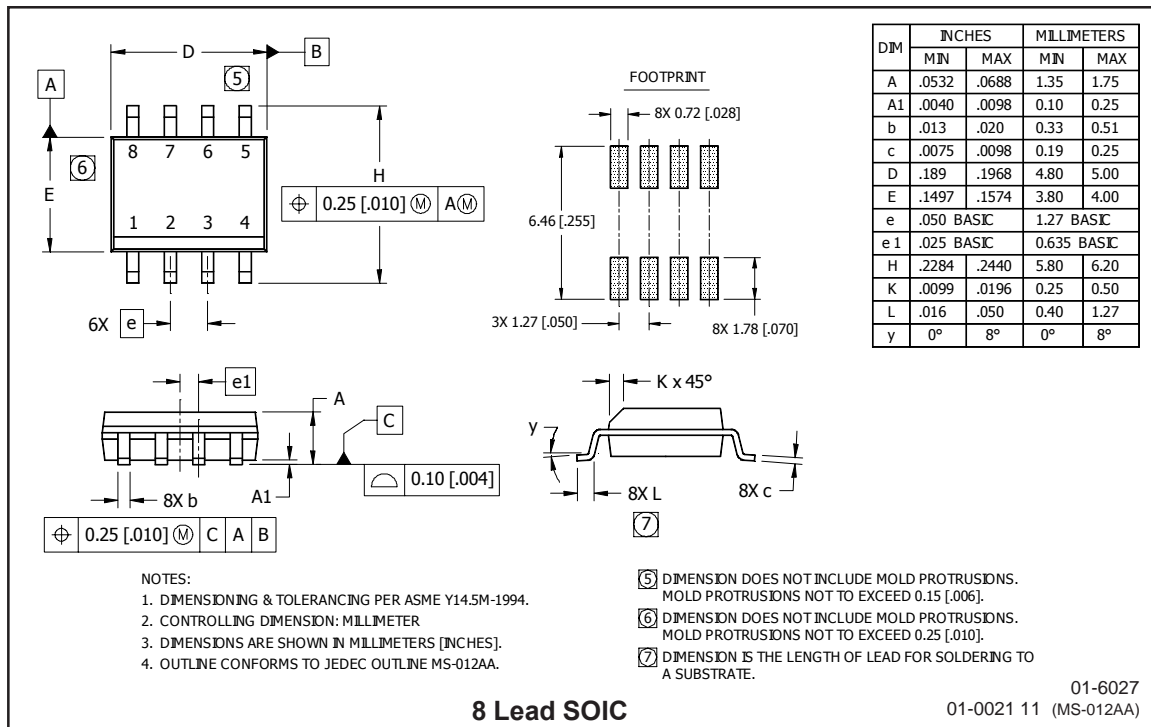 D
B
5
A
8 7 6 5
6
E
H
⌖ 0.25 [.010] Ⓜ A Ⓜ
1 2 3 4
6X e
FOOTPRINT
8X 0.72 [.028]
6.46 [.255]
3X 1.27 [.050]
8X 1.78 [.070]
DIM INCHES MILLIMETERS
MIN MAX MIN MAX
A .0532 .0688 1.35 1.75
A1 .0040 .0098 0.10 0.25
b .013 .020 0.33 0.51
c .0075 .0098 0.19 0.25
D .189 .1968 4.80 5.00
E .1497 .1574 3.80 4.00
e .050 BASIC 1.27 BASIC
e 1 .025 BASIC 0.635 BASIC
H .2284 .2440 5.80 6.20
K .0099 .0196 0.25 0.50
L .016 .050 0.40 1.27
y 0° 8° 0° 8°
e1
A
C
⌓ 0.10 [.004]
8X b
A1
⌖ 0.25 [.010] Ⓜ C A B
K x 45°
y
8X L
8X c
7
NOTES:
1. DIMENSIONING & TOLERANCING PER ASME Y14.5M-1994.
2. CONTROLLING DIMENSION: MILLIMETER
3. DIMENSIONS ARE SHOWN IN MILLIMETERS [INCHES].
4. OUTLINE CONFORMS TO JEDEC OUTLINE MS-012AA.
5 DIMENSION DOES NOT INCLUDE MOLD PROTRUSIONS.
MOLD PROTRUSIONS NOT TO EXCEED 0.15 [.006].
6 DIMENSION DOES NOT INCLUDE MOLD PROTRUSIONS.
MOLD PROTRUSIONS NOT TO EXCEED 0.25 [.010].
7 DIMENSION IS THE LENGTH OF LEAD FOR SOLDERING TO
A SUBSTRATE.
8 Lead SOIC
01-6027
01-0021 11 (MS-012AA)